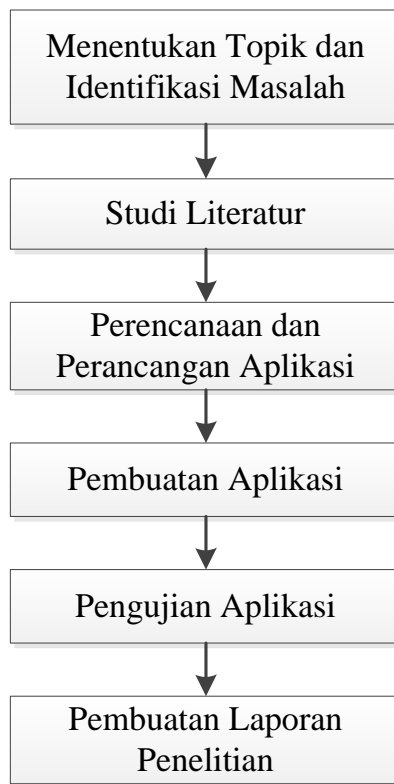 Menentukan Topik dan
Identifikasi Masalah
Studi Literatur
Perencanaan dan
Perancangan Aplikasi
Pembuatan Aplikasi
Pengujian Aplikasi
Pembuatan Laporan
Penelitian